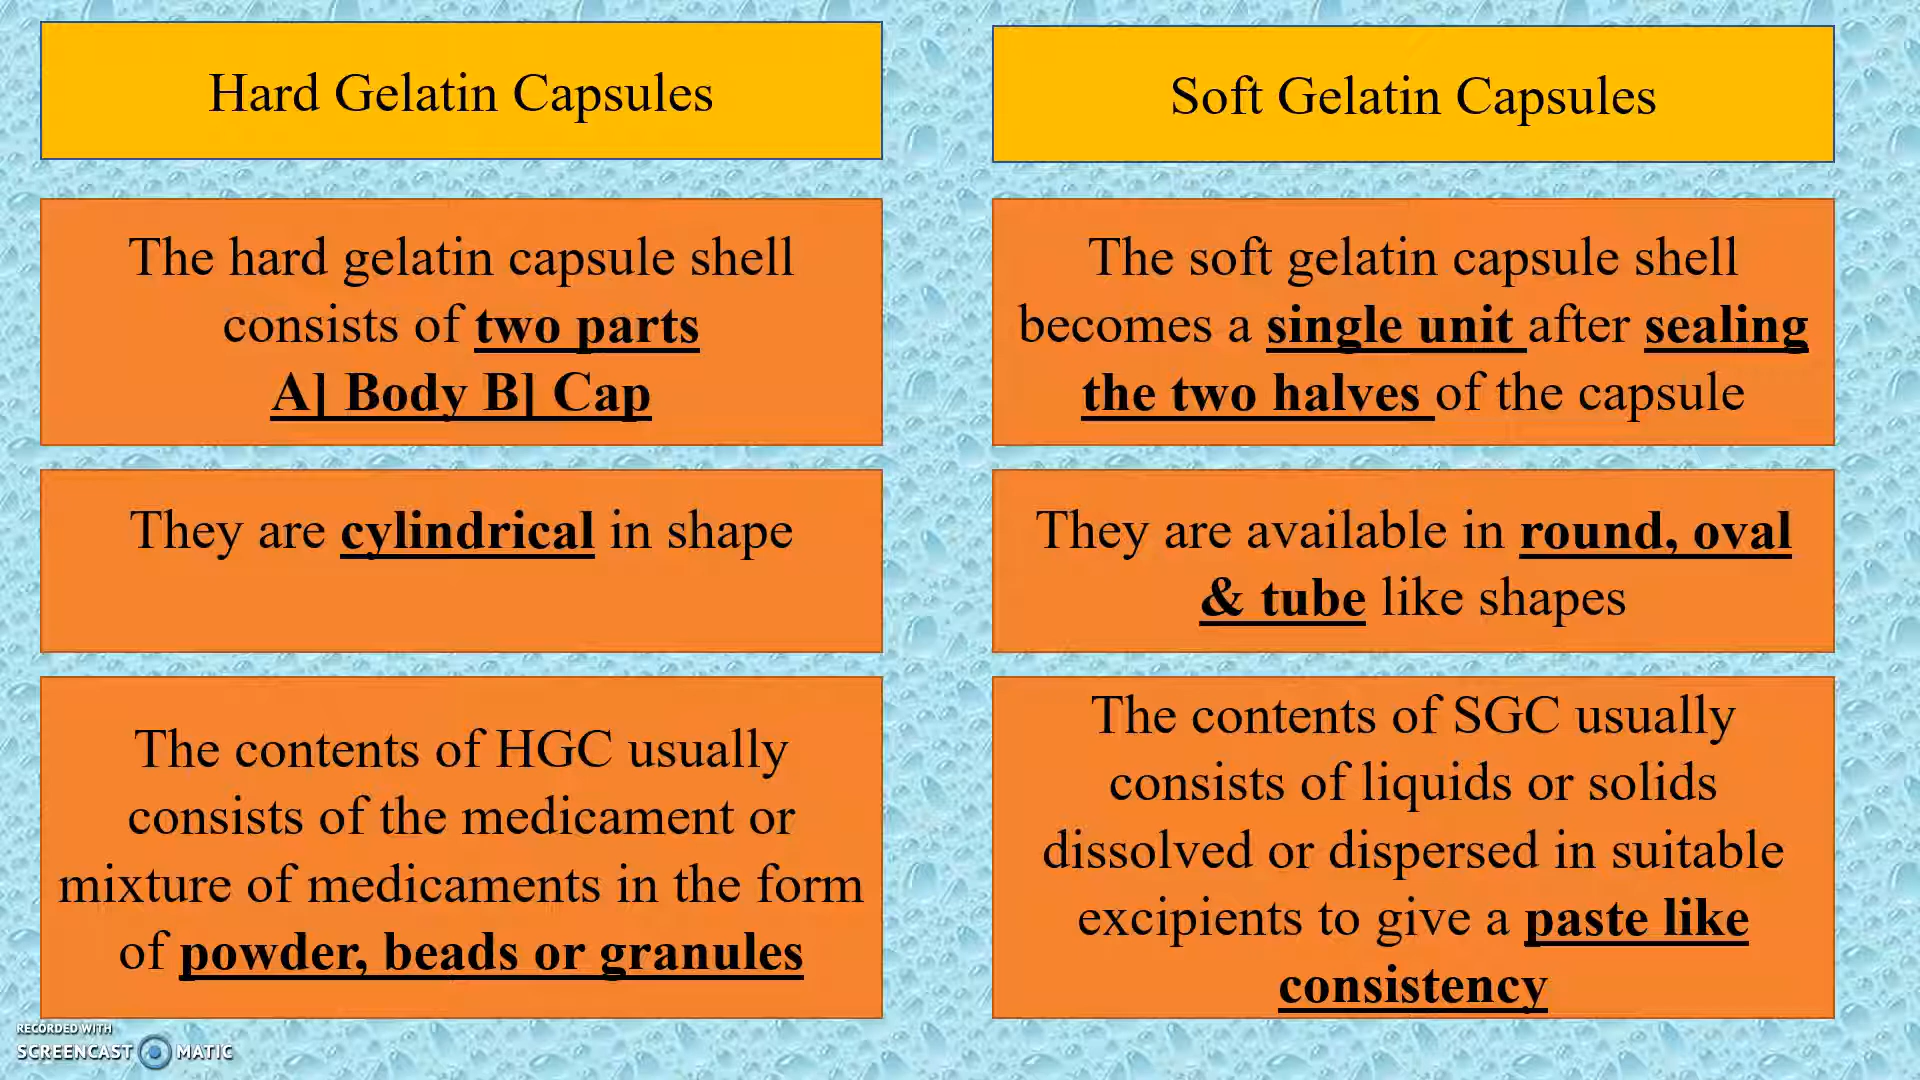 Hard Gelatin Capsules
Soft Gelatin Capsules
The hard gelatin capsule shell
consists of two parts
A] Body B] Cap
The soft gelatin capsule shell
becomes a single unit after sealing
the two halves of the capsule
They are cylindrical in shape
They are available in round, oval
& tube like shapes
The contents of HGC usually
consists of the medicament or
mixture of medicaments in the form
of powder, beads or granules
The contents of SGC usually
consists of liquids or solids
dissolved or dispersed in suitable
excipients to give a paste like
consistency
RECORDED WITH
SCREENCAST MATIC